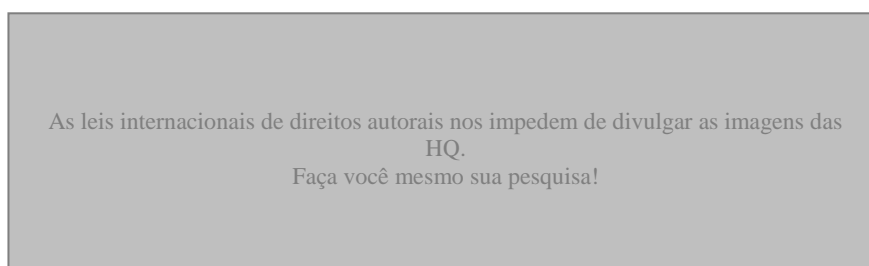 As leis internacionais de direitos autorais nos impedem de divulgar as imagens das
HQ.
Faça você mesmo sua pesquisa!